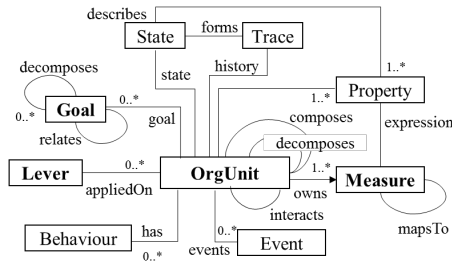 describes
State
forms
Trace
decomposes
state
history
1..*
Property
0..*
Goal
0..*
goal
1..*
composes
expression
relates
decomposes
Lever
0..*
appliedOn
OrgUnit
1..*
owns
Measure
interacts
mapsTo
Behaviour
has
0..*
events
0..*
Event